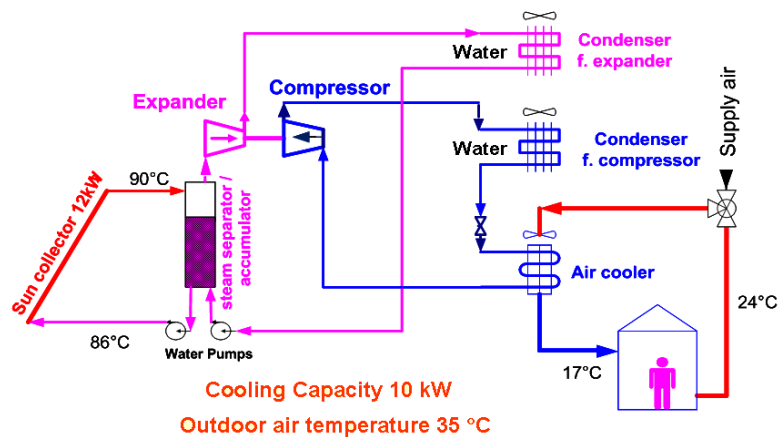 Water
Condenser
f. expander
Expander
Compressor
Supply air
Water
Condenser
f. compressor
Sun collector 12kW
90°C
steam separator /
accumulator
Air cooler
24°C
86°C
Water Pumps
17°C
Cooling Capacity 10 kW
Outdoor air temperature 35 °C